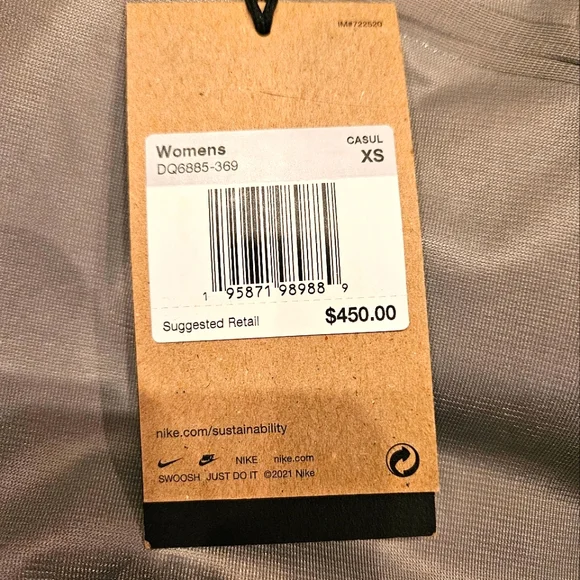 IM#722520
Womens CASUL
DQ6885-369 XS
1 95871 98988 9
Suggested Retail $450.00
nike.com/sustainability
NIKE nike.com
SWOOSH JUST DO IT ©2021 Nike